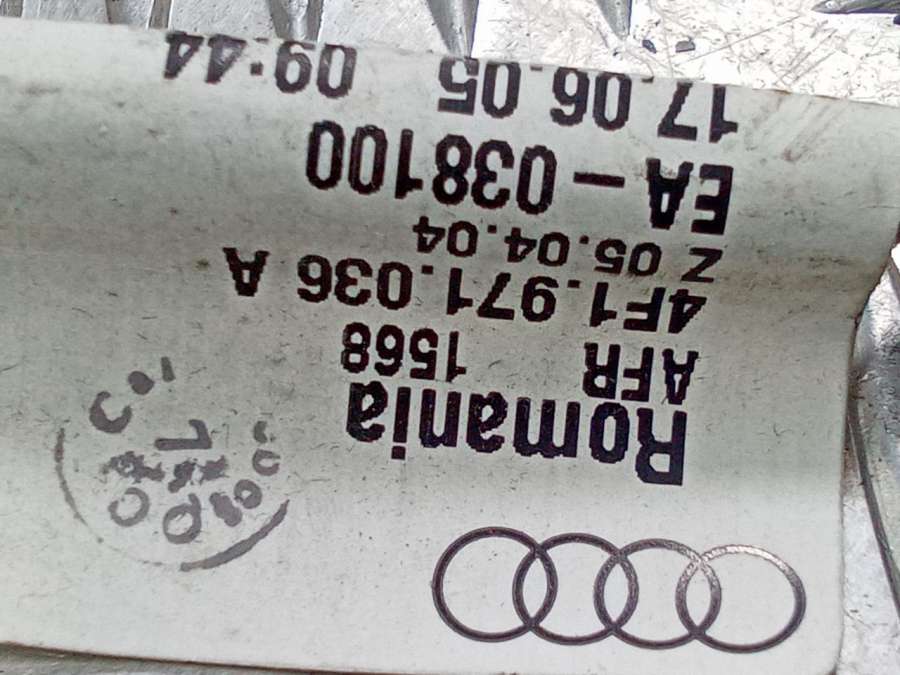 Romania
AFR 1568
4F1.971.036 A
Z 05.04.04
EA-038100
17.06.05 09:44